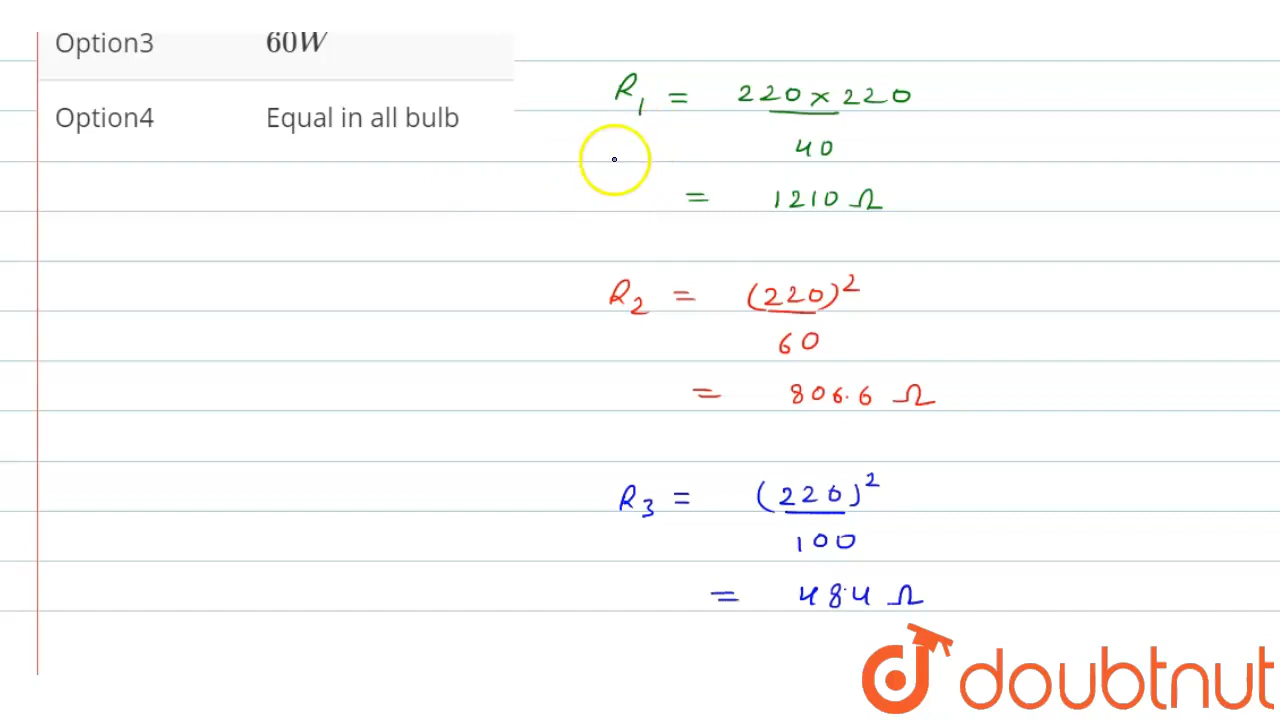 Option3 60W
Option4 Equal in all bulb
R₁ = 220 × 220
40
= 1210 Ω
R₂ = (220)²
60
= 806.6 Ω
R₃ = (220)²
100
= 484 Ω
doubtnut